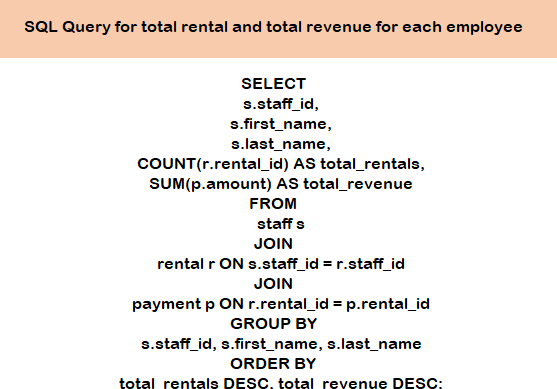 SQL Query for total rental and total revenue for each employee
SELECT
s.staff_id,
s.first_name,
s.last_name,
COUNT(r.rental_id) AS total_rentals,
SUM(p.amount) AS total_revenue
FROM
staff s
JOIN
rental r ON s.staff_id = r.staff_id
JOIN
payment p ON r.rental_id = p.rental_id
GROUP BY
s.staff_id, s.first_name, s.last_name
ORDER BY
total_rentals DESC, total_revenue DESC;